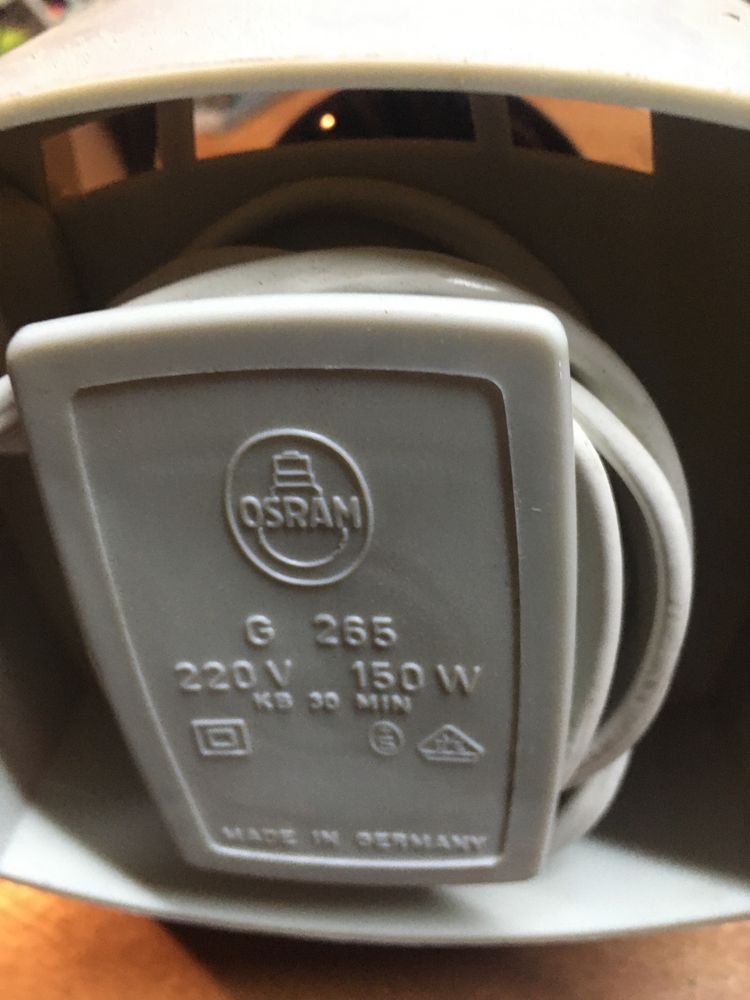 OSRAM
G 265
220 V 150 W
KB 30 MIN
MADE IN GERMANY